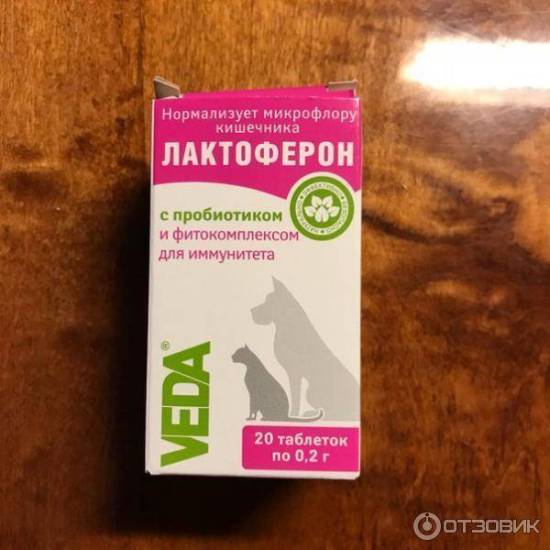 Нормализует микрофлору
кишечника
ЛАКТОФЕРОН
с пробиотиком
и фитокомплексом
для иммунитета
VEDA®
20 таблеток
по 0,2 г
ОТЗОВИК